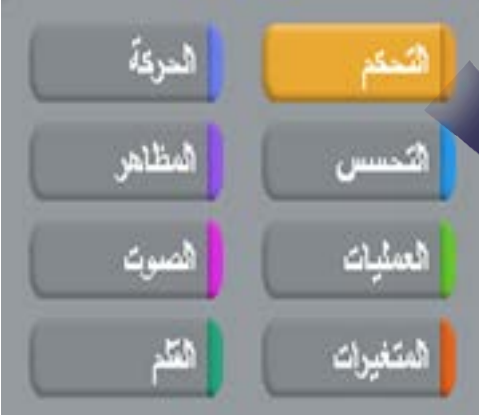 التحكم الحركة
التحسس المظاهر
العمليات الصوت
المتغيرات القلم